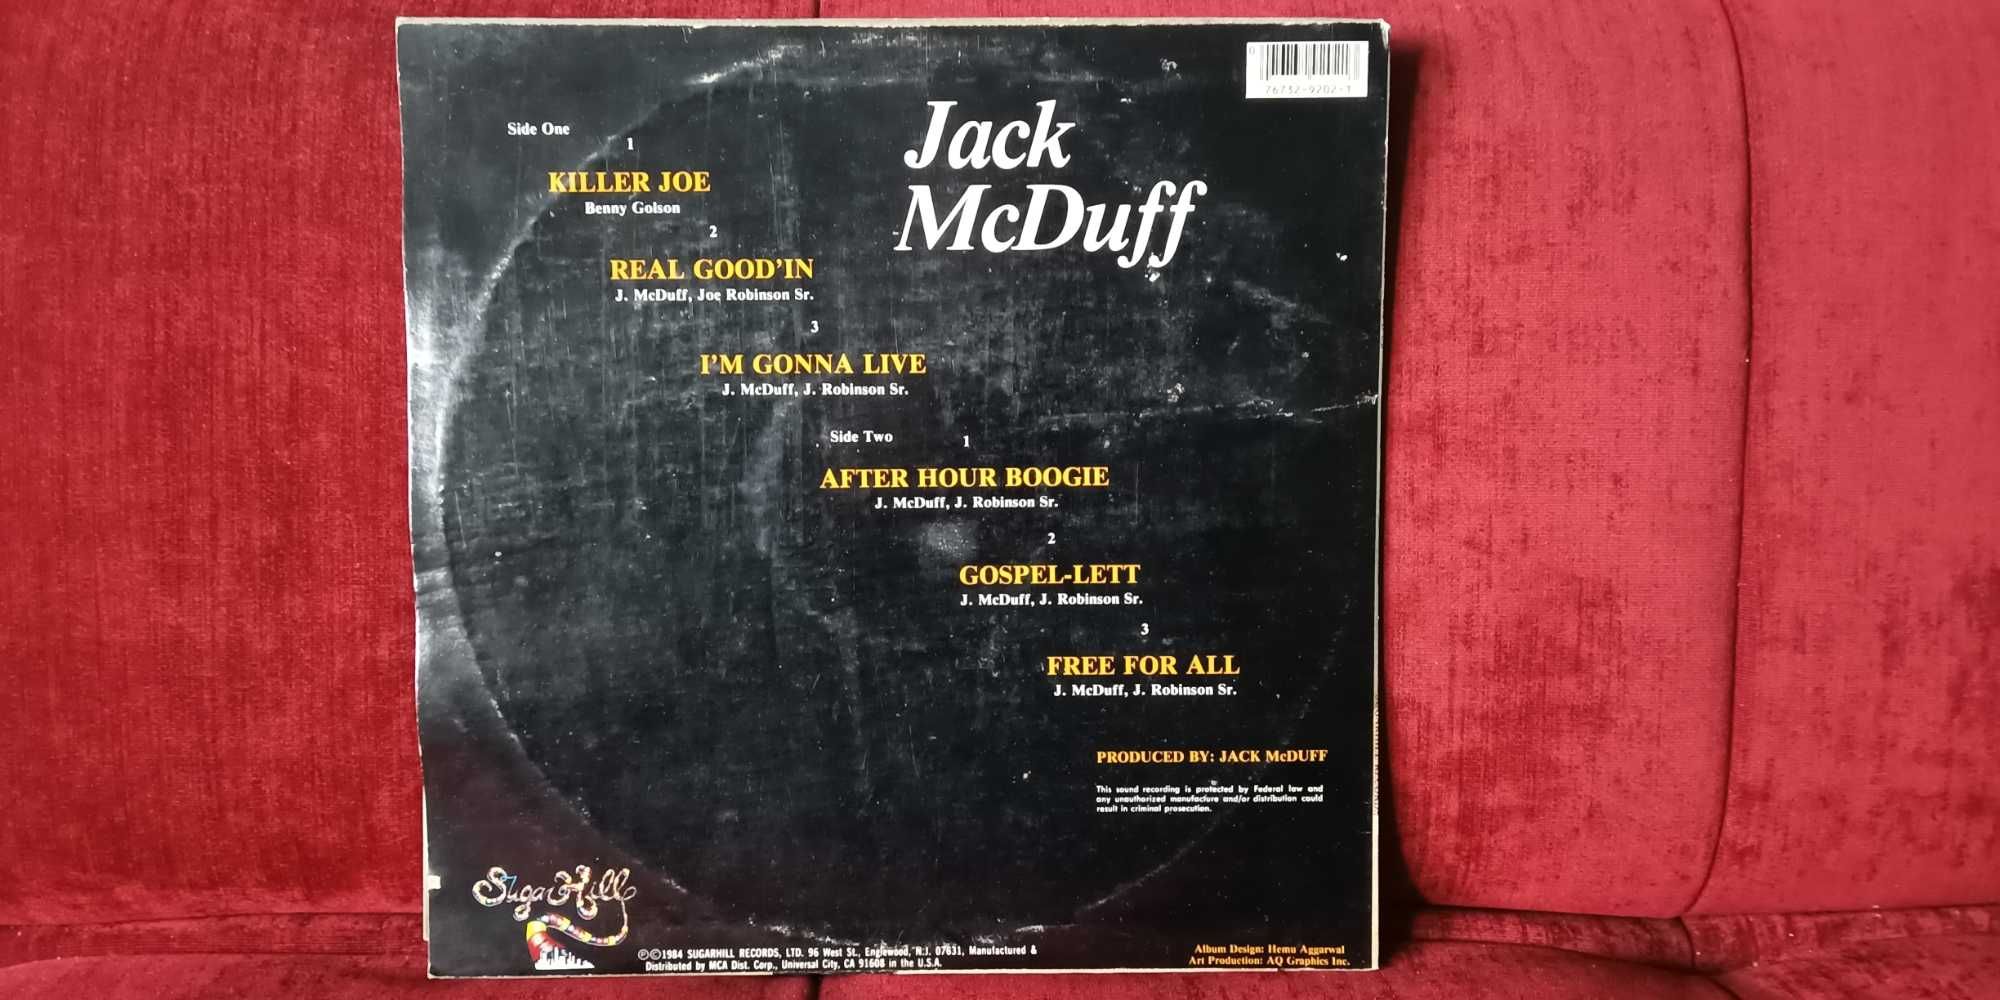 0
76732-9202-1
Jack
McDuff
Side One
1
KILLER JOE
Benny Golson
2
REAL GOOD'IN
J. McDuff, Joe Robinson Sr.
3
I'M GONNA LIVE
J. McDuff, J. Robinson Sr.
Side Two
1
AFTER HOUR BOOGIE
J. McDuff, J. Robinson Sr.
2
GOSPEL-LETT
J. McDuff, J. Robinson Sr.
3
FREE FOR ALL
J. McDuff, J. Robinson Sr.
PRODUCED BY: JACK McDUFF
This sound recording is protected by Federal law and
any unauthorized manufacture and/or distribution could
result in criminal prosecution.
Sugar Hill
℗©1984 SUGARHILL RECORDS, LTD. 96 West St., Englewood, N.J. 07631, Manufactured &
Distributed by MCA Dist. Corp., Universal City, CA 91608 in the U.S.A.
Album Design: Hemu Aggarwal
Art Production: AQ Graphics Inc.